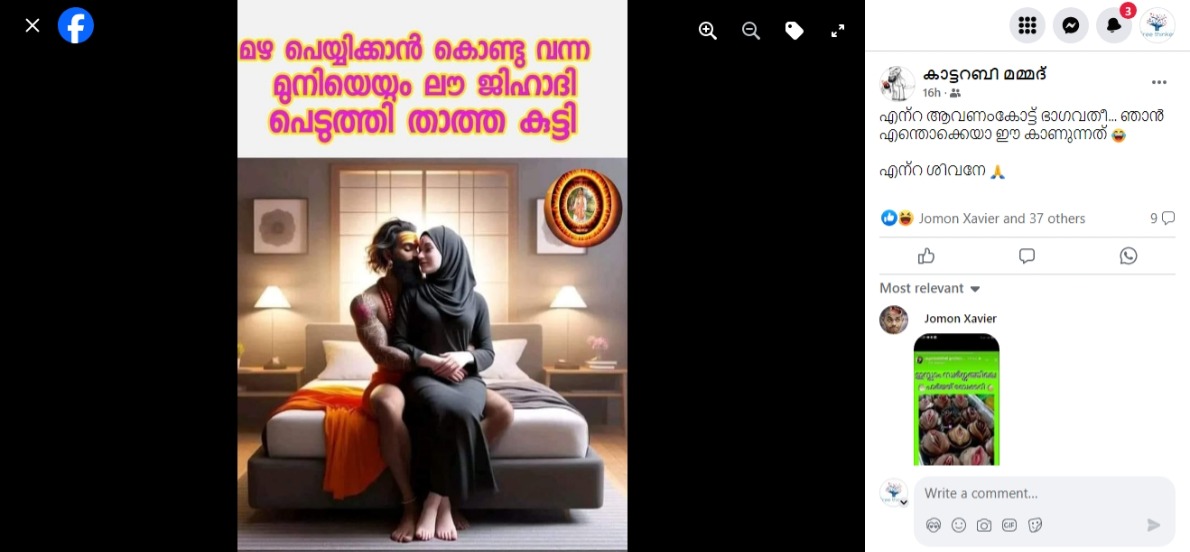 മഴ പെയ്യിക്കാൻ കൊണ്ടു വന്ന
മുനിയെയും ലൗ ജിഹാദി
പെടുത്തി താത്ത കുട്ടി
3
കാട്ടറബി മമ്മദ്
16h ·
എന്റ ആവണംകോട്ട് ഭാഗവതീ... ഞാൻ
എന്തൊക്കെയാ ഈ കാണുന്നത് 😂
എന്റ ശിവനേ 🙏
Jomon Xavier and 37 others 9
Most relevant
Jomon Xavier
Write a comment...
GIF